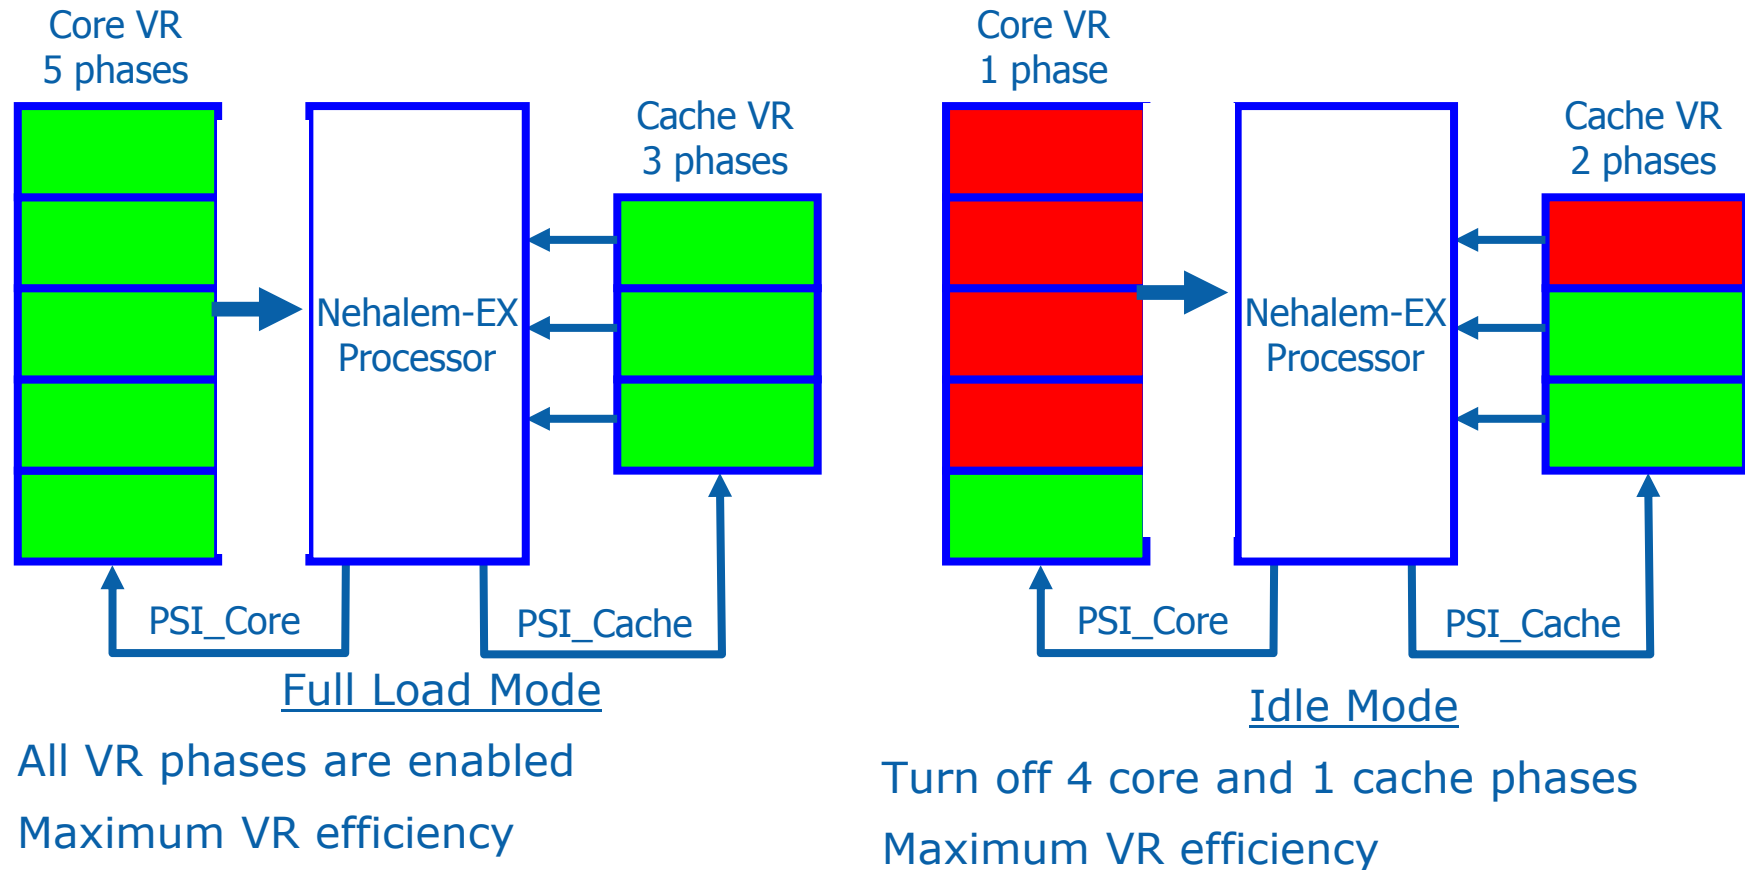 Core VR
5 phases
Cache VR
3 phases
Nehalem-EX
Processor
PSI_Core
PSI_Cache
Full Load Mode
All VR phases are enabled
Maximum VR efficiency
Core VR
1 phase
Cache VR
2 phases
Nehalem-EX
Processor
PSI_Core
PSI_Cache
Idle Mode
Turn off 4 core and 1 cache phases
Maximum VR efficiency